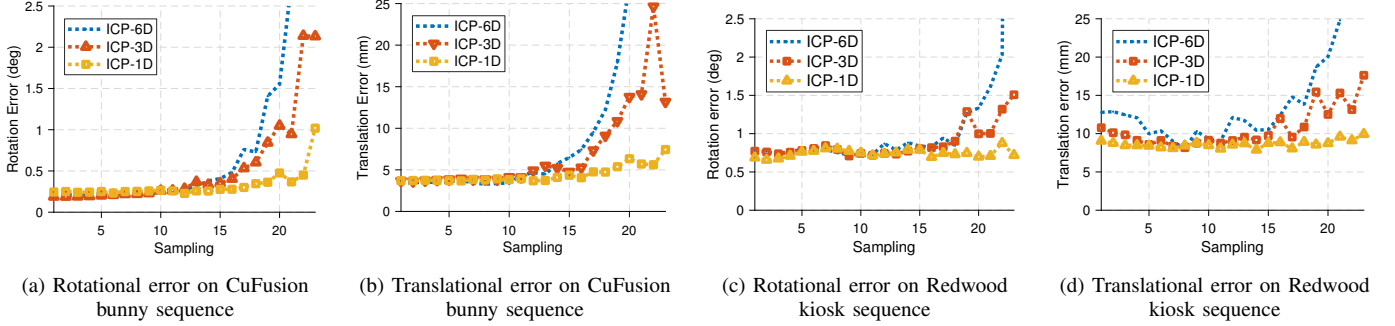 2.5
2
1.5
1
0.5
0
Rotation Error (deg)
ICP-6D
ICP-3D
ICP-1D
5
10
15
20
Sampling
(a) Rotational error on CuFusion
bunny sequence
25
20
15
10
5
0
Translation Error (mm)
ICP-6D
ICP-3D
ICP-1D
5
10
15
20
Sampling
(b) Translational error on CuFusion
bunny sequence
2.5
2
1.5
1
0.5
0
Rotation error (deg)
ICP-6D
ICP-3D
ICP-1D
5
10
15
20
Sampling
(c) Rotational error on Redwood
kiosk sequence
25
20
15
10
5
0
Translation error (mm)
ICP-6D
ICP-3D
ICP-1D
5
10
15
20
Sampling
(d) Translational error on Redwood
kiosk sequence